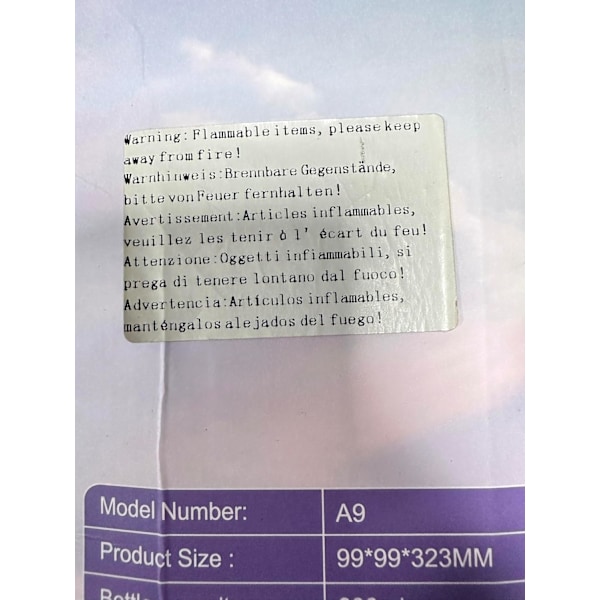 Warning:Flammable items, please keep
away from fire!
Warnhinweis:Brennbare Gegenstände,
bitte von Feuer fernhalten!
Avertissement:Articles inflammables,
veuillez les tenir à l' écart du feu!
Attenzione:Oggetti infiammabili, si
prega di tenere lontano dal fuoco!
Advertencia:Artículos inflamables,
manténgalos alejados del fuego!
Model Number: A9
Product Size : 99*99*323MM